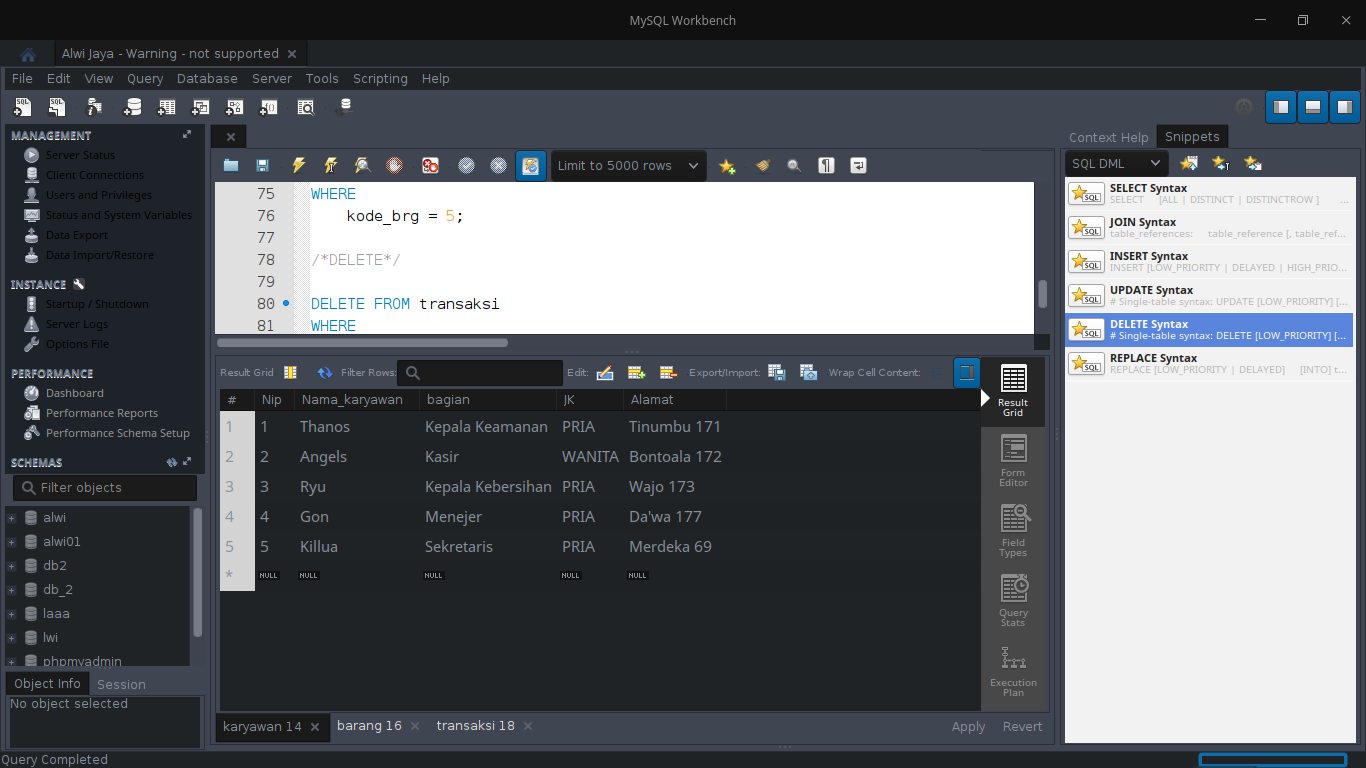 MySQL Workbench
Alwi Jaya - Warning - not supported
File Edit View Query Database Server Tools Scripting Help
MANAGEMENT
Server Status
Client Connections
Users and Privileges
Status and System Variables
Data Export
Data Import/Restore
INSTANCE
Startup / Shutdown
Server Logs
Options File
PERFORMANCE
Dashboard
Performance Reports
Performance Schema Setup
SCHEMAS
Filter objects
alwi
alwi01
db2
db_2
laaa
lwi
phpmyadmin
Object Info Session
No object selected
Limit to 5000 rows
75 WHERE
76 kode_brg = 5;
77
78 /*DELETE*/
79
80 DELETE FROM transaksi
81 WHERE
Result Grid Filter Rows: Edit: Export/Import: Wrap Cell Content:
# Nip Nama_karyawan bagian JK Alamat
1 1 Thanos Kepala Keamanan PRIA Tinumbu 171
2 2 Angels Kasir WANITA Bontoala 172
3 3 Ryu Kepala Kebersihan PRIA Wajo 173
4 4 Gon Menejer PRIA Da'wa 177
5 5 Killua Sekretaris PRIA Merdeka 69
* NULL NULL NULL NULL NULL
Result
Grid
Form
Editor
Field
Types
Query
Stats
Execution
Plan
karyawan 14 barang 16 transaksi 18 Apply Revert
Context Help Snippets
SQL DML
SELECT Syntax
SELECT [ALL | DISTINCT | DISTINCTROW ] ...
JOIN Syntax
table_references: table_reference [, table_ref...
INSERT Syntax
INSERT [LOW_PRIORITY | DELAYED | HIGH_PRIO...
UPDATE Syntax
# Single-table syntax: UPDATE [LOW_PRIORITY] [...
DELETE Syntax
# Single-table syntax: DELETE [LOW_PRIORITY] [...
REPLACE Syntax
REPLACE [LOW_PRIORITY | DELAYED] [INTO] t...
Query Completed